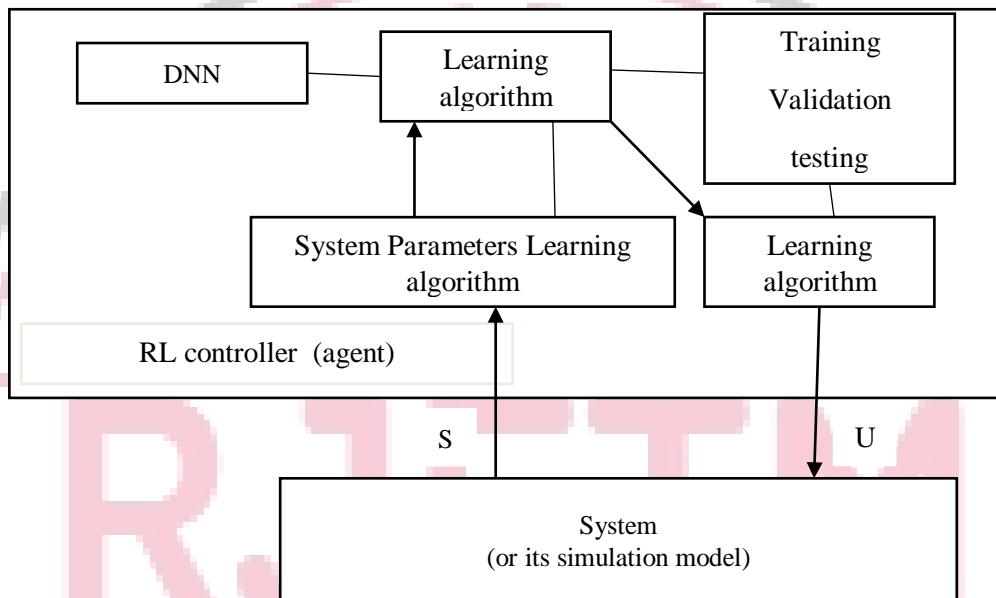 DNN
Learning
algorithm
Training
Validation
testing
System Parameters Learning
algorithm
Learning
algorithm
RL controller (agent)
S
U
System
(or its simulation model)